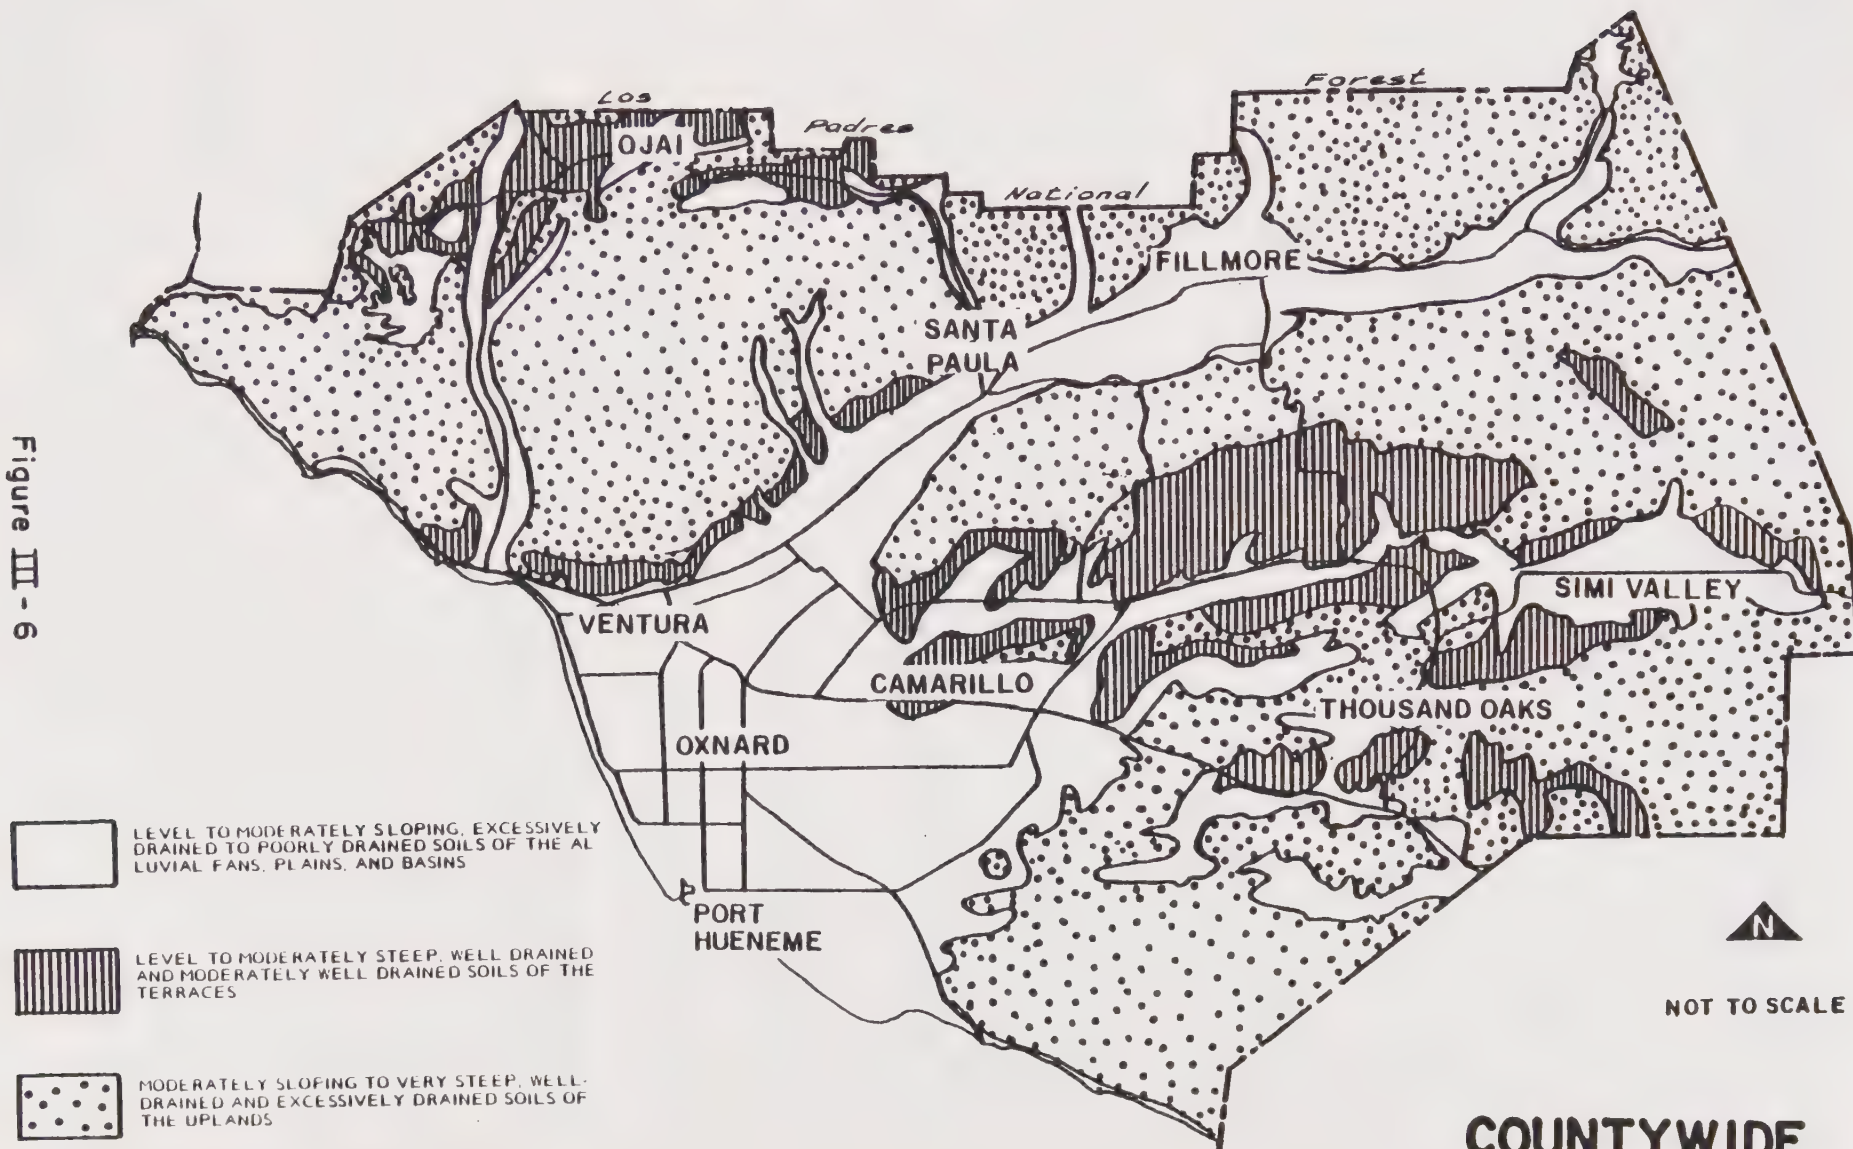 Los
Padres
National
Forest
OJAI
FILLMORE
SANTA
PAULA
VENTURA
SIMI VALLEY
CAMARILLO
THOUSAND OAKS
OXNARD
PORT
HUENEME
Figure III-6
LEVEL TO MODERATELY SLOPING, EXCESSIVELY
DRAINED TO POORLY DRAINED SOILS OF THE AL
LUVIAL FANS, PLAINS, AND BASINS
LEVEL TO MODERATELY STEEP, WELL DRAINED
AND MODERATELY WELL DRAINED SOILS OF THE
TERRACES
MODERATELY SLOPING TO VERY STEEP, WELL-
DRAINED AND EXCESSIVELY DRAINED SOILS OF
THE UPLANDS
N
NOT TO SCALE
COUNTYWIDE